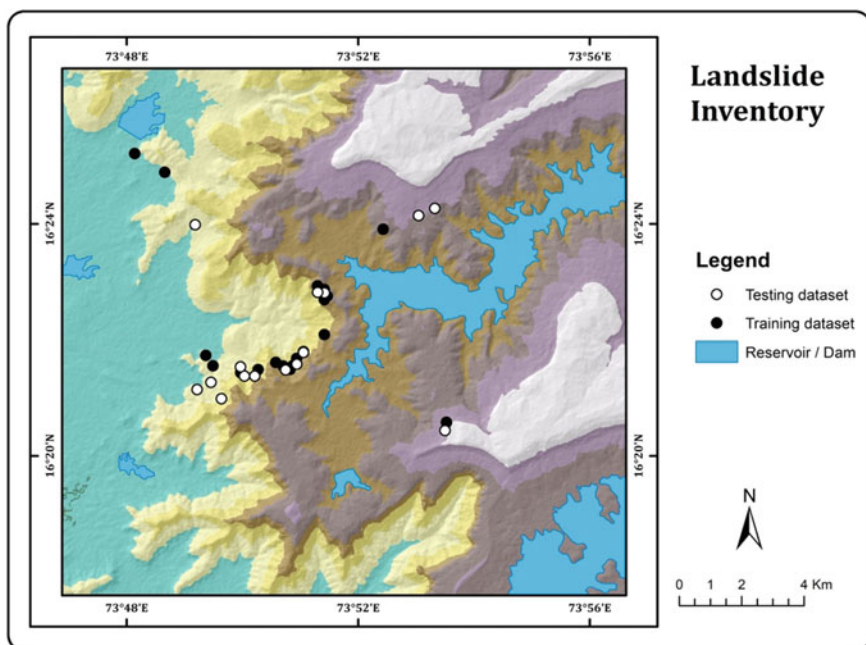 73°48'E 73°52'E 73°56'E
Landslide
Inventory
16°24'N 16°24'N
Legend
Testing dataset
Training dataset
Reservoir / Dam
16°20'N 16°20'N
N
0 1 2 4 Km
73°48'E 73°52'E 73°56'E